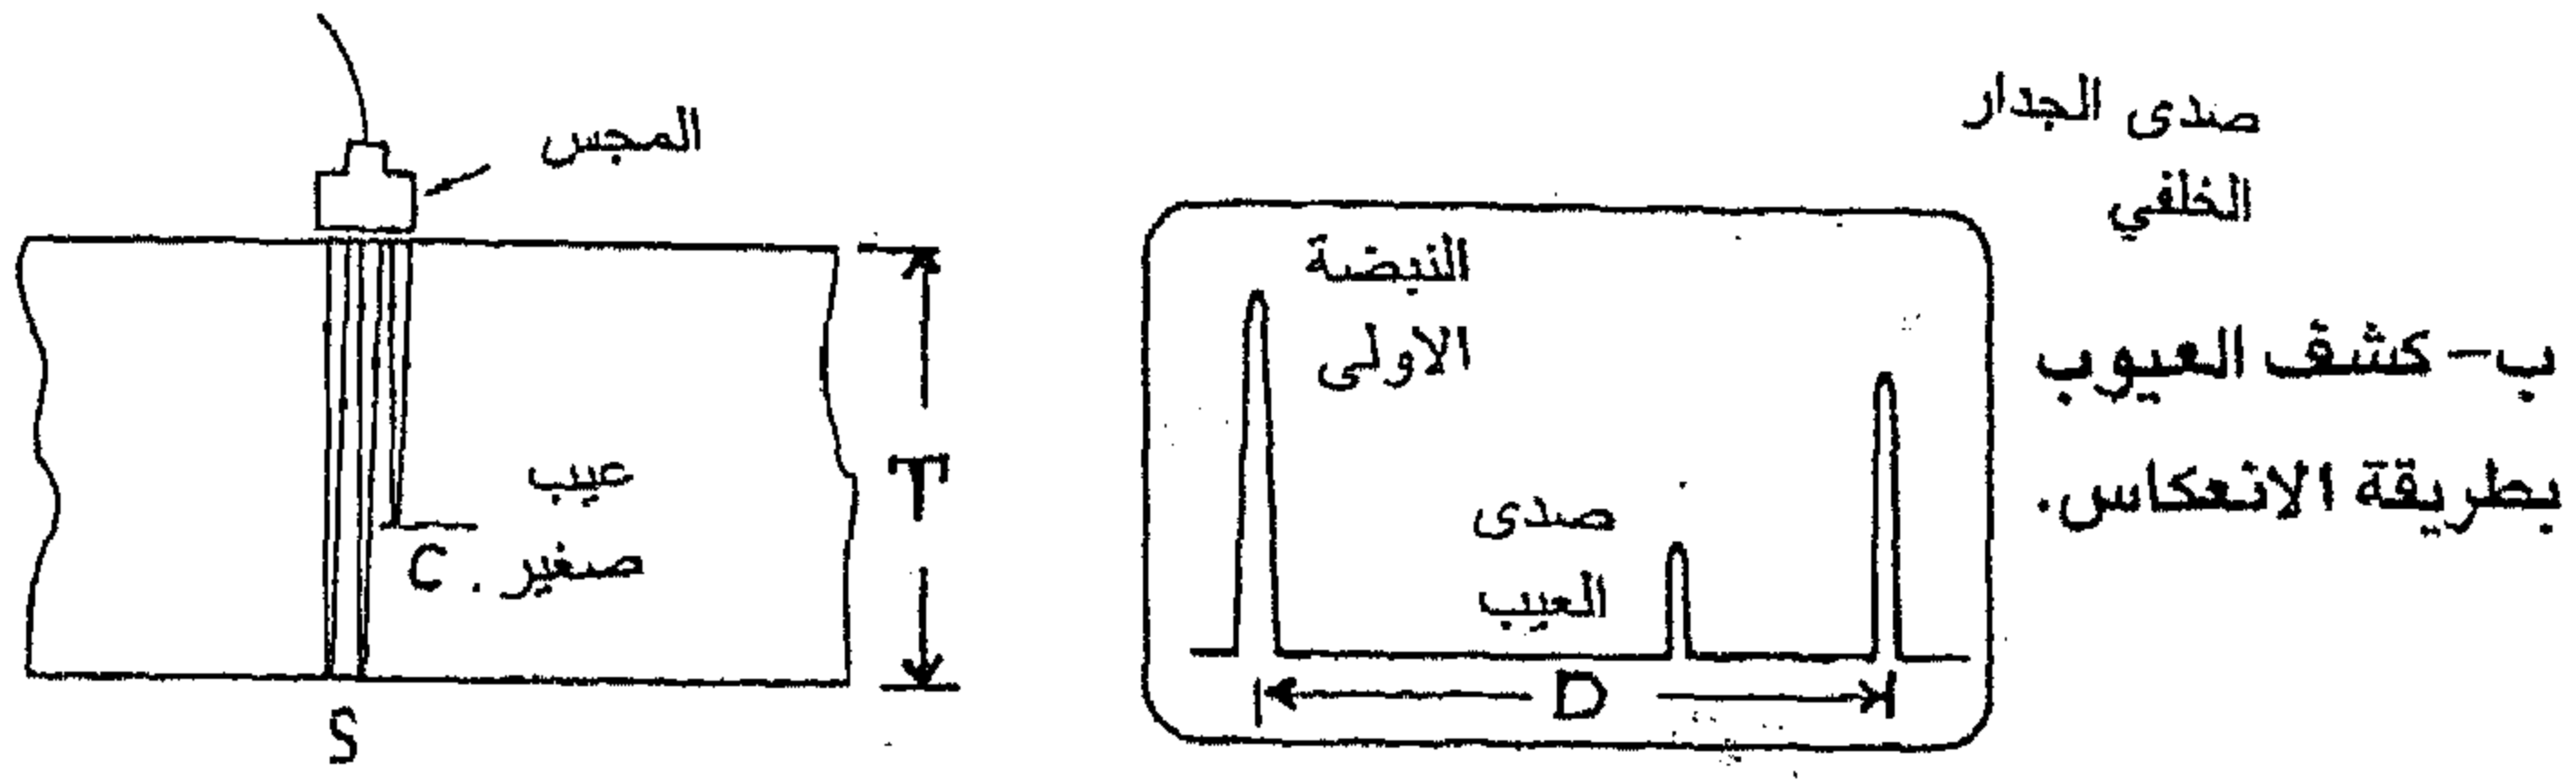 المجس
عيب
صغير .
C
T
S
صدى الجدار
الخلفي
النبضة
الاولى
صدى
العيب
D
ب- كشف العيوب
بطريقة الانعكاس.